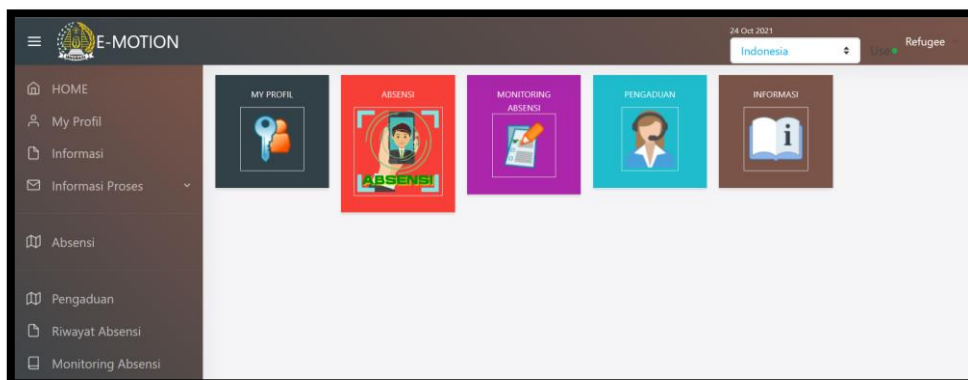 E-MOTION
24 Oct 2021
Indonesia
User
Refugee
HOME
My Profil
Informasi
Informasi Proses
Absensi
Pengaduan
Riwayat Absensi
Monitoring Absensi
MY PROFIL
ABSENSI
ABSENSI
MONITORING
ABSENSI
PENGADUAN
INFORMASI
i